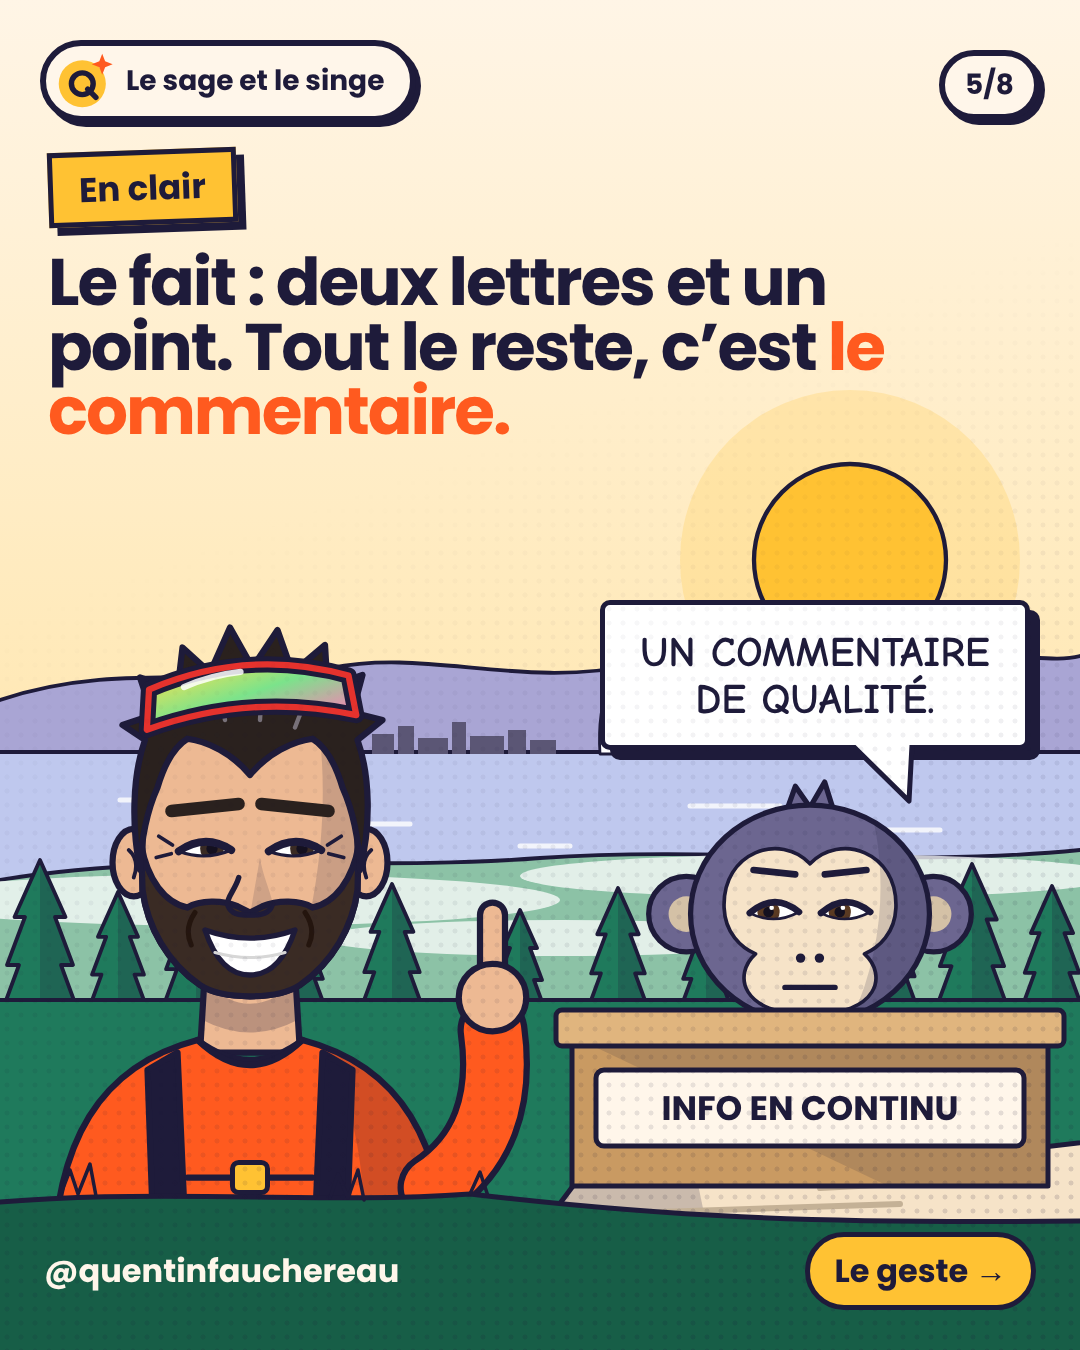 Le sage et le singe
5/8
En clair
Le fait : deux lettres et un
point. Tout le reste, c’est le
commentaire.
UN COMMENTAIRE
DE QUALITÉ.
INFO EN CONTINU
@quentinfauchereau
Le geste →